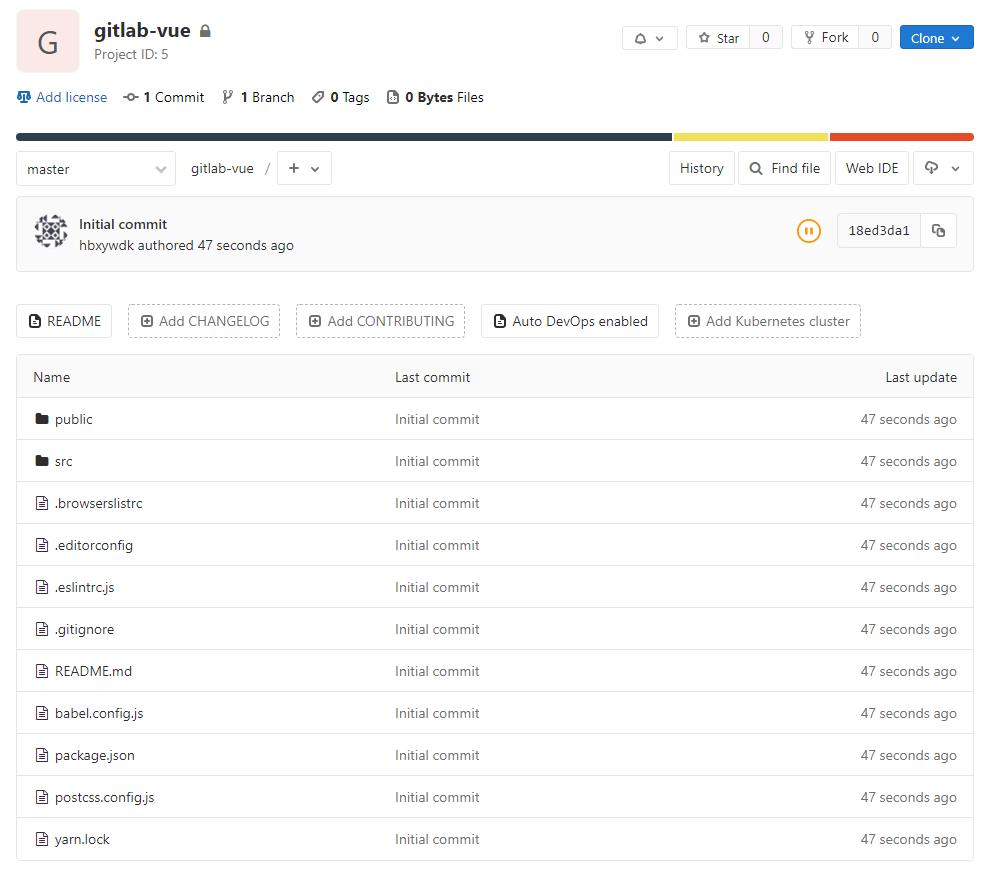 G
gitlab-vue
Project ID: 5
Star 0 Fork 0 Clone
Add license 1 Commit 1 Branch 0 Tags 0 Bytes Files
master gitlab-vue / + History Find file Web IDE
Initial commit
hbxywdk authored 47 seconds ago
18ed3da1
README Add CHANGELOG Add CONTRIBUTING Auto DevOps enabled Add Kubernetes cluster
Name Last commit Last update
public Initial commit 47 seconds ago
src Initial commit 47 seconds ago
.browserslistrc Initial commit 47 seconds ago
.editorconfig Initial commit 47 seconds ago
.eslintrc.js Initial commit 47 seconds ago
.gitignore Initial commit 47 seconds ago
README.md Initial commit 47 seconds ago
babel.config.js Initial commit 47 seconds ago
package.json Initial commit 47 seconds ago
postcss.config.js Initial commit 47 seconds ago
yarn.lock Initial commit 47 seconds ago